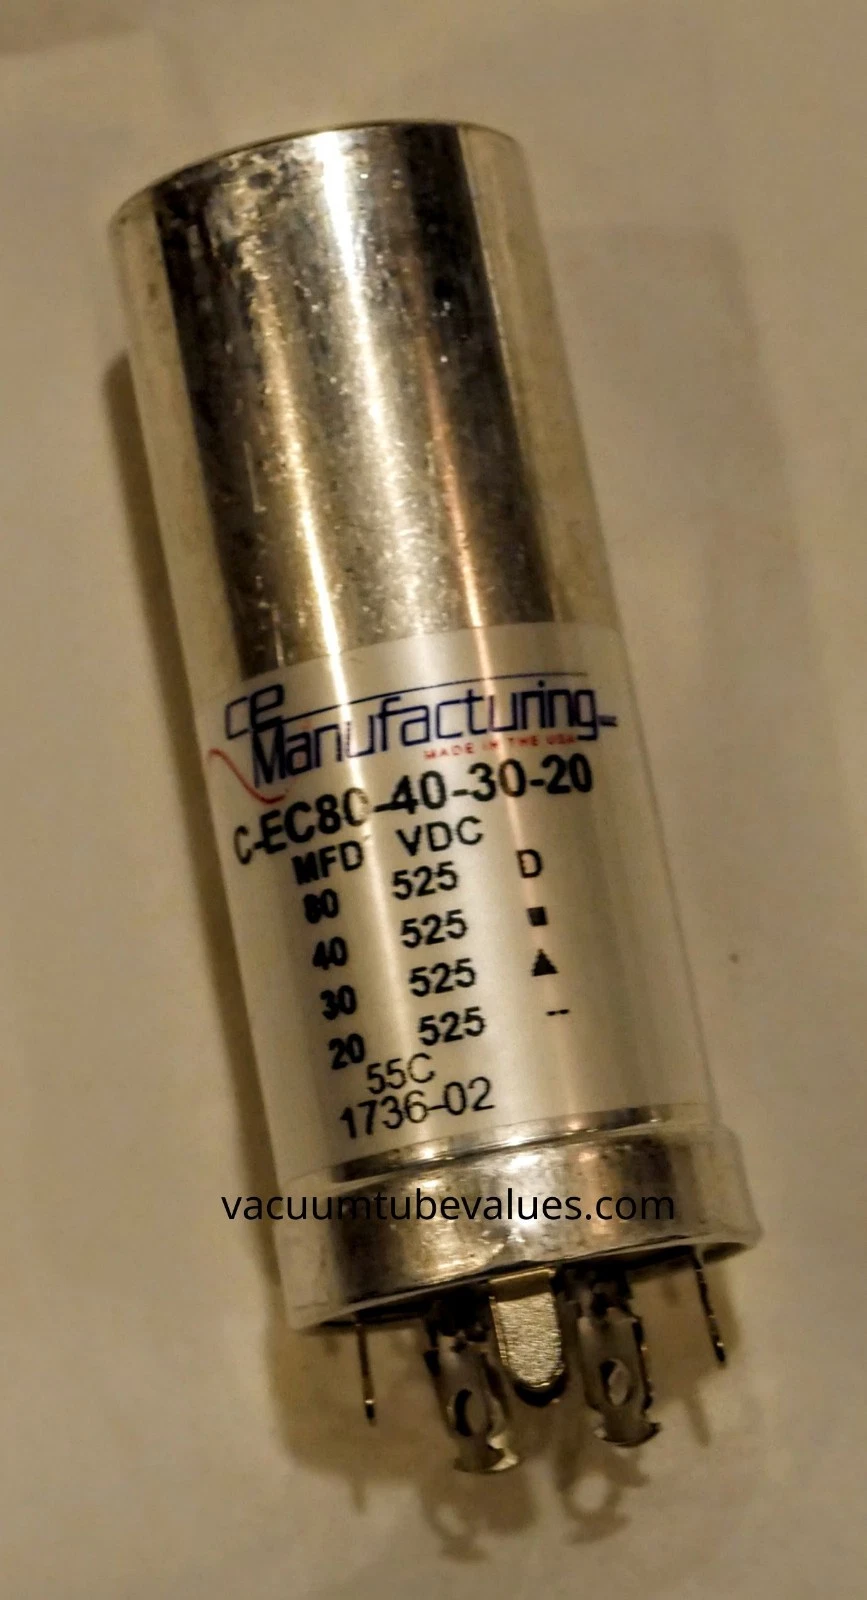 ce
Manufacturing
MADE IN THE USA
C-EC80-40-30-20
MFD VDC
80 525 D
40 525 ■
30 525 ▲
20 525 --
55C
1736-02
vacuumtubevalues.com